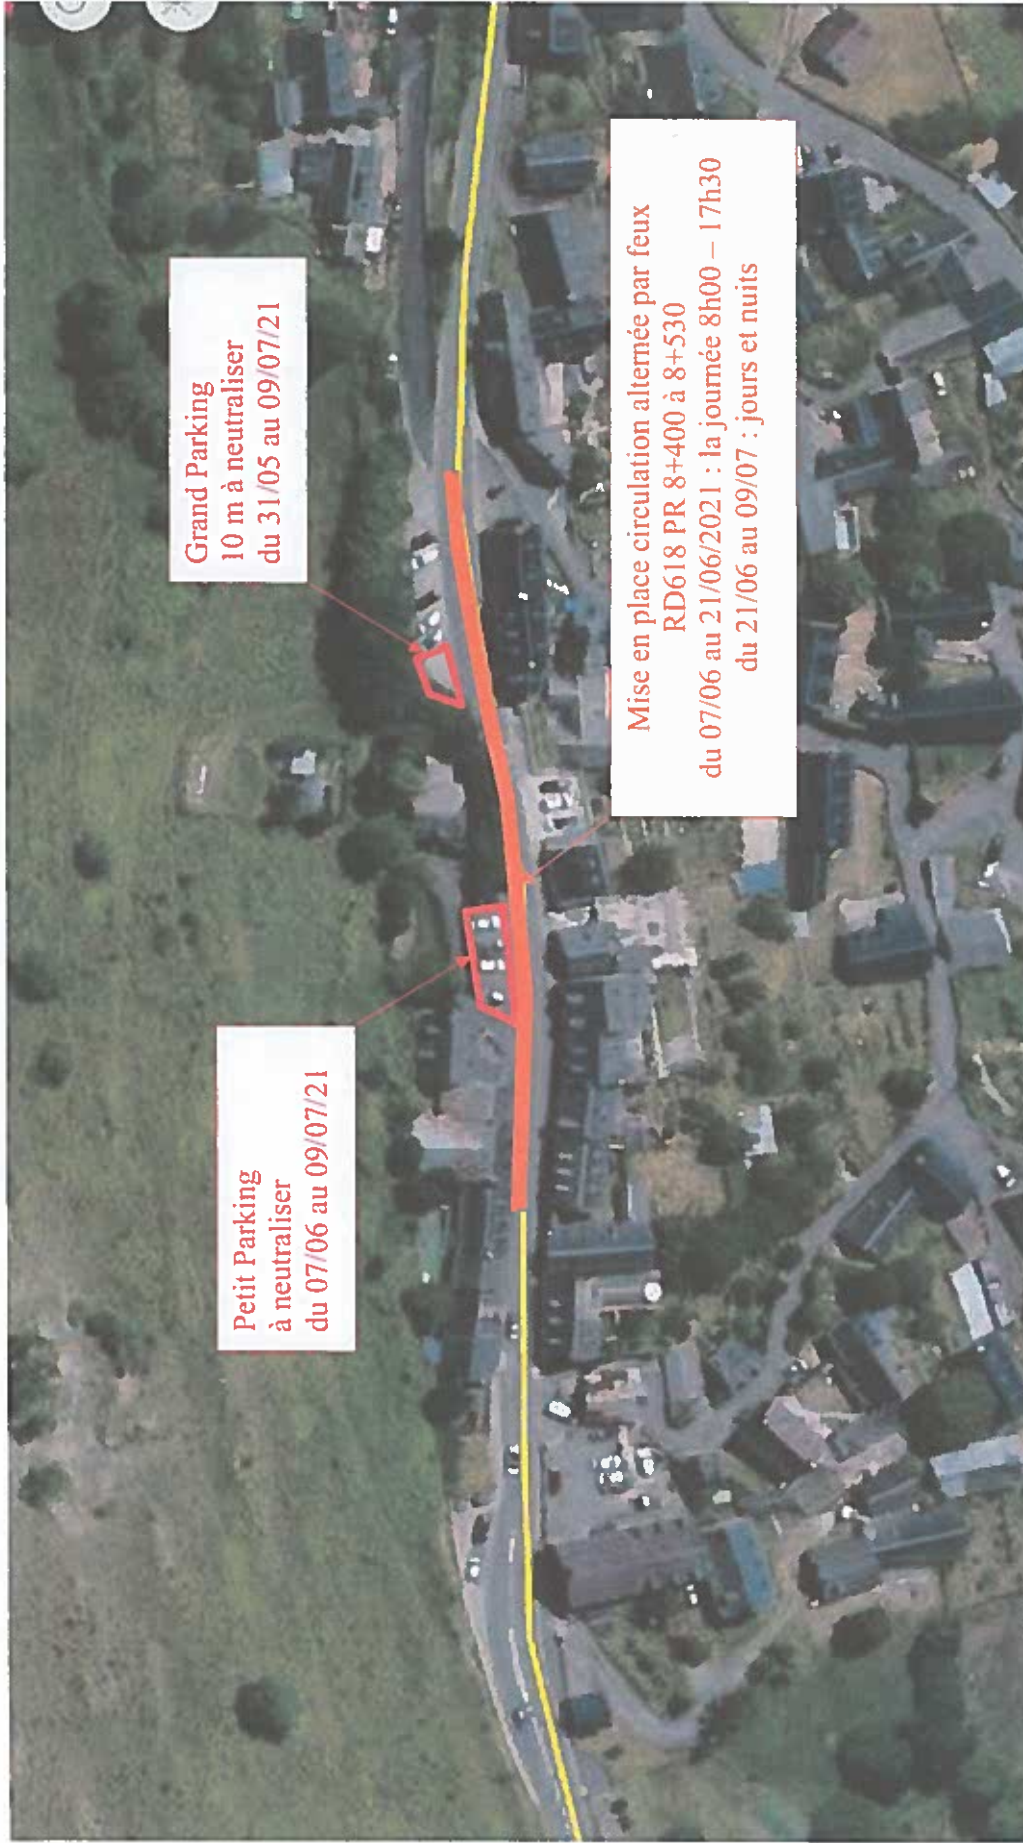 Petit Parking
à neutraliser
du 07/06 au 09/07/21
Grand Parking
10 m à neutraliser
du 31/05 au 09/07/21
Mise en place circulation alternée par feux
RD618 PR 8+400 à 8+530
du 07/06 au 21/06/2021 : la journée 8h00 – 17h30
du 21/06 au 09/07 : jours et nuits